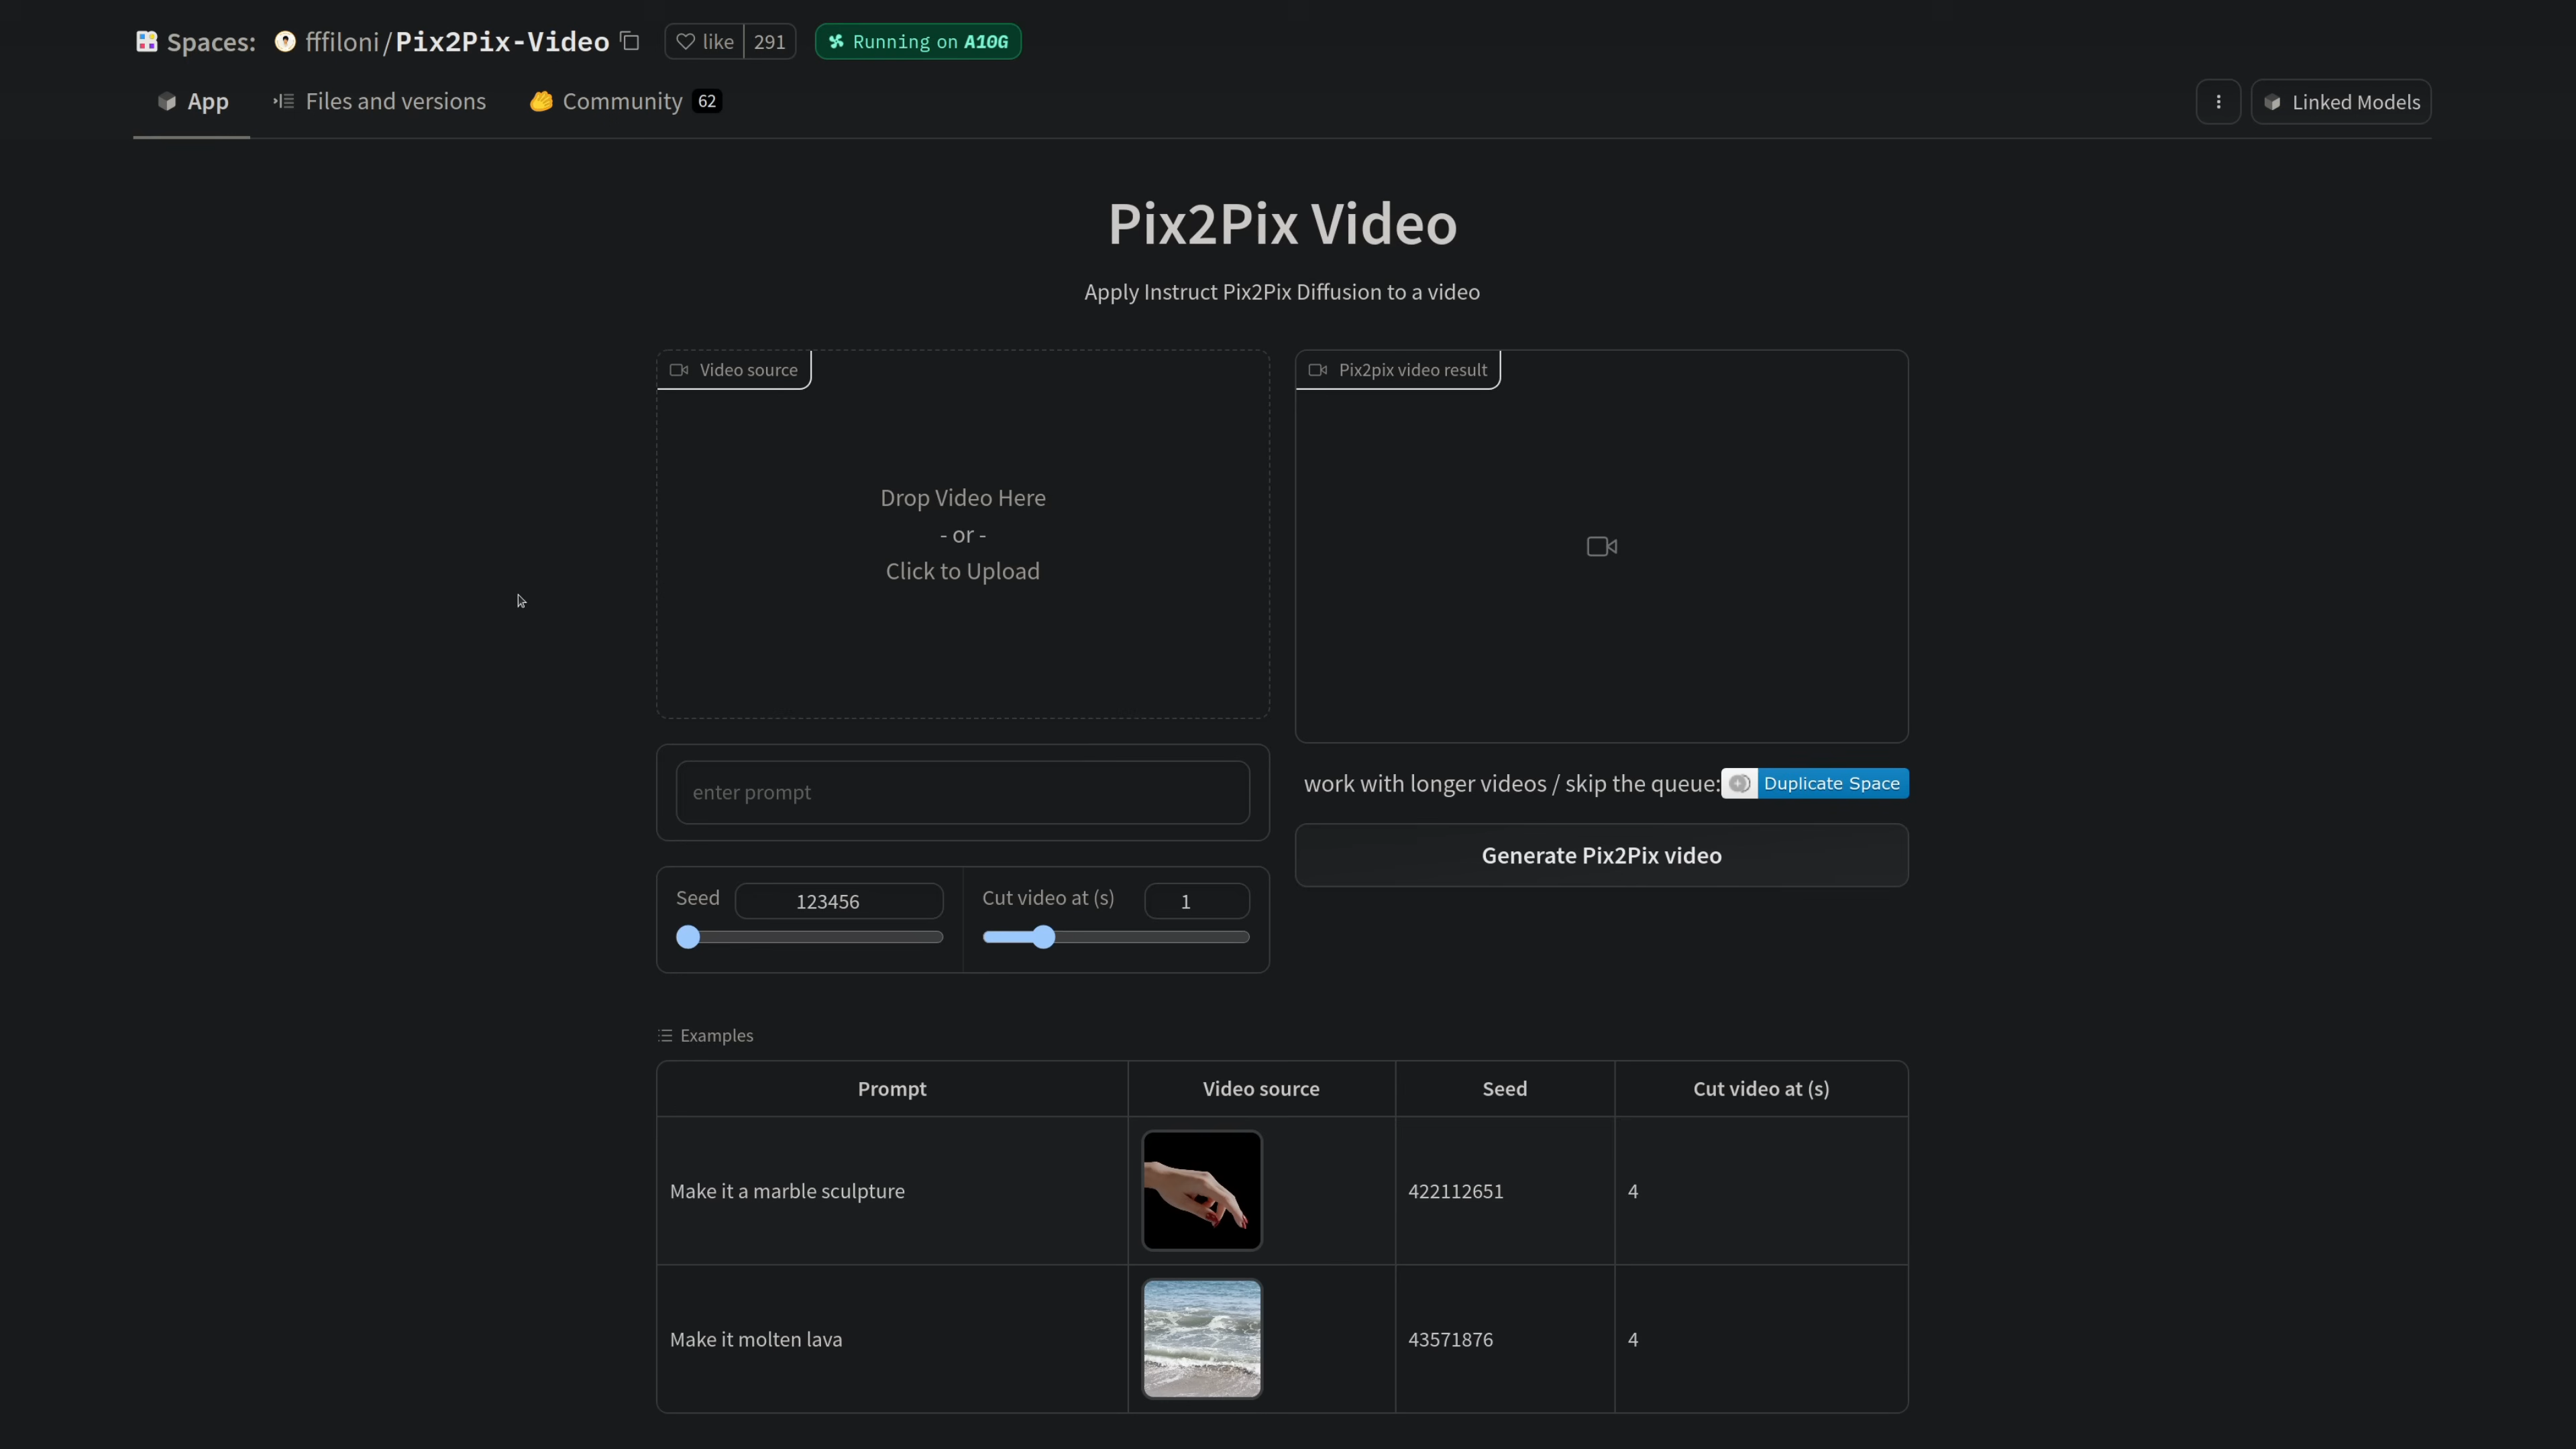 Spaces: fffiloni/Pix2Pix-Video like 291 Running on A10G
App Files and versions Community 62 Linked Models
Pix2Pix Video
Apply Instruct Pix2Pix Diffusion to a video
Video source
Drop Video Here
- or -
Click to Upload
Pix2pix video result
enter prompt
work with longer videos / skip the queue: Duplicate Space
Generate Pix2Pix video
Seed 123456
Cut video at (s) 1
Examples
Prompt Video source Seed Cut video at (s)
Make it a marble sculpture 422112651 4
Make it molten lava 43571876 4